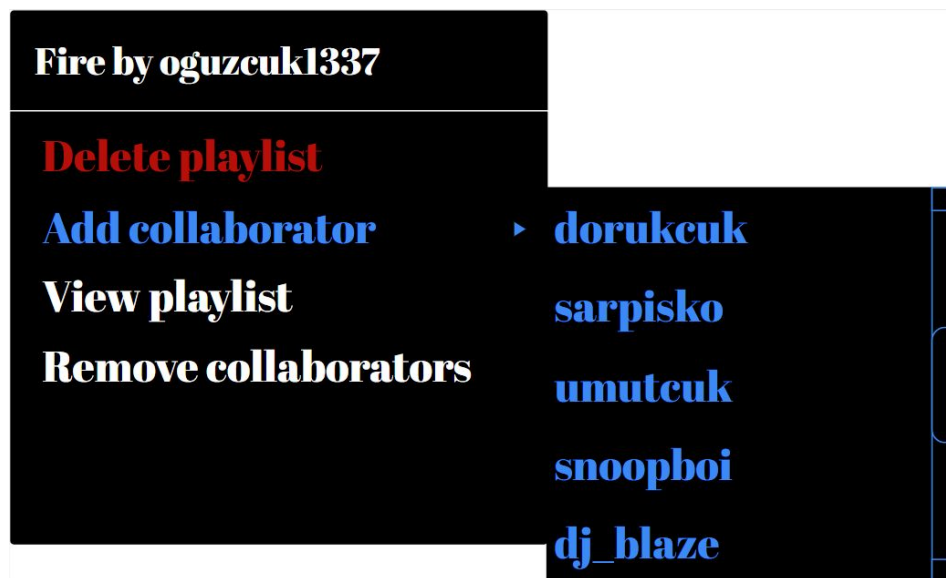 Fire by oguzcuk1337
Delete playlist
Add collaborator
View playlist
Remove collaborators
dorukcuk
sarpisko
umutcuk
snoopboi
dj_blaze